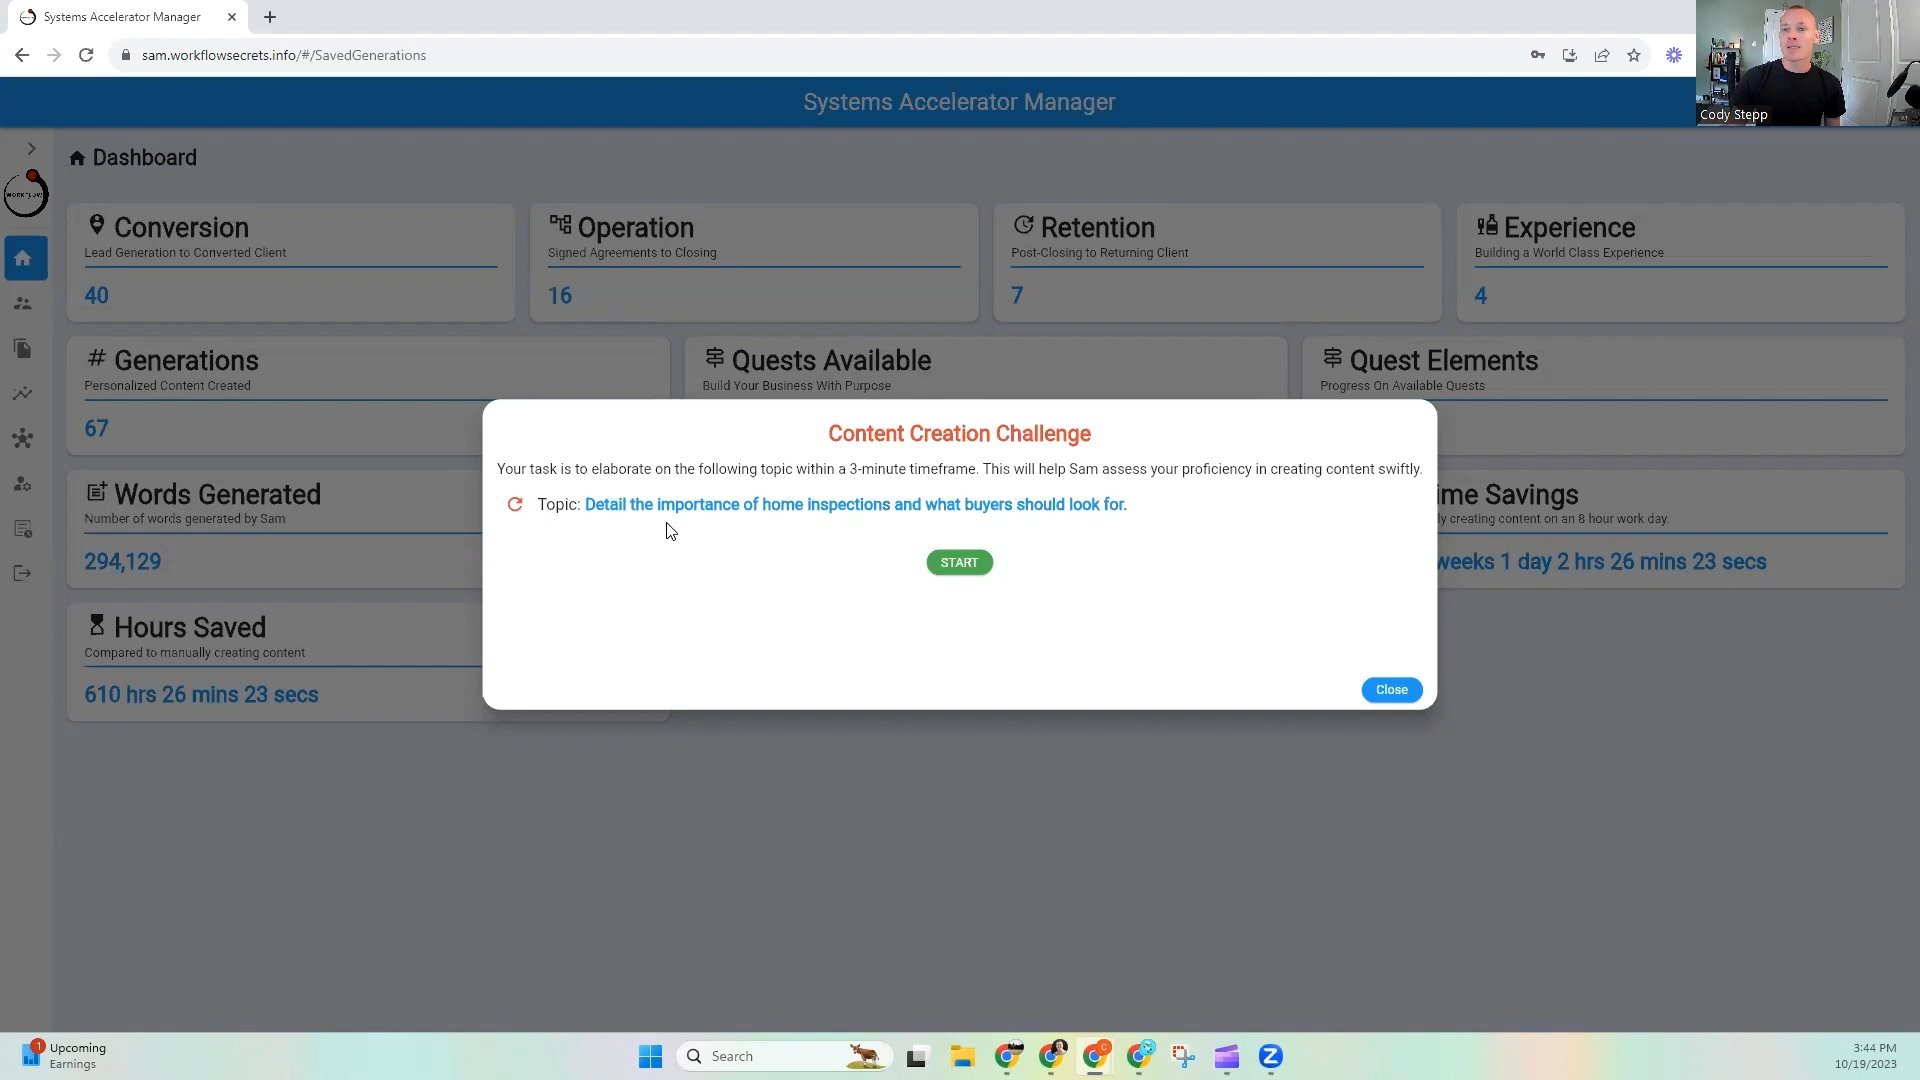 Systems Accelerator Manager
sam.workflowsecrets.info/#/SavedGenerations
Cody Stepp
Systems Accelerator Manager
WORKFLOW
Dashboard
Conversion
Lead Generation to Converted Client
40
Operation
Signed Agreements to Closing
16
Retention
Post-Closing to Returning Client
7
Experience
Building a World Class Experience
4
# Generations
Personalized Content Created
67
Quests Available
Build Your Business With Purpose
Quest Elements
Progress On Available Quests
Content Creation Challenge
Your task is to elaborate on the following topic within a 3-minute timeframe. This will help Sam assess your proficiency in creating content swiftly.
Topic: Detail the importance of home inspections and what buyers should look for.
START
Close
Words Generated
Number of words generated by Sam
294,129
ime Savings
ly creating content on an 8 hour work day.
weeks 1 day 2 hrs 26 mins 23 secs
Hours Saved
Compared to manually creating content
610 hrs 26 mins 23 secs
1
Upcoming
Earnings
Search
C
Z
3:44 PM
10/19/2023